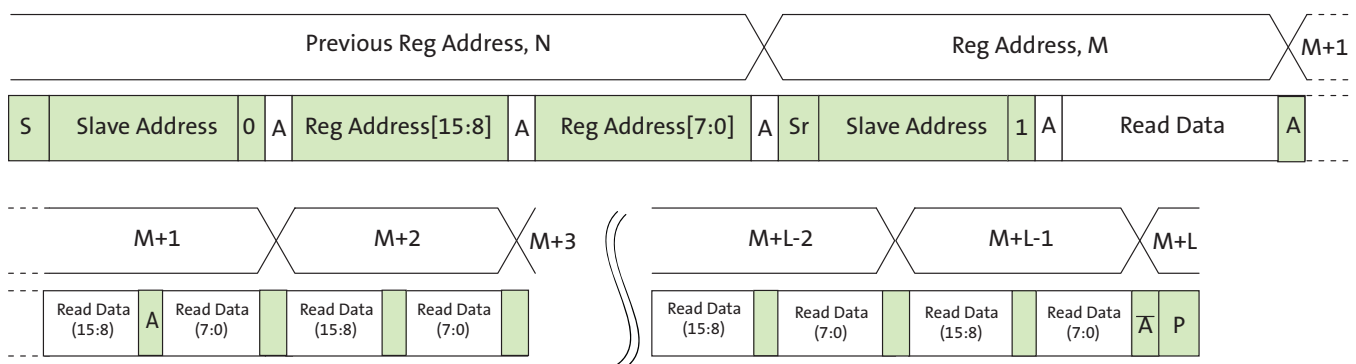 Previous Reg Address, N Reg Address, M M+1
S Slave Address 0 A Reg Address[15:8] A Reg Address[7:0] A Sr Slave Address 1 A Read Data A
M+1 M+2 M+3 M+L-2 M+L-1 M+L
Read Data Read Data Read Data Read Data Read Data Read Data Read Data Read Data
(15:8) A (7:0) (15:8) (7:0) (15:8) (7:0) (15:8) (7:0) A̅ P